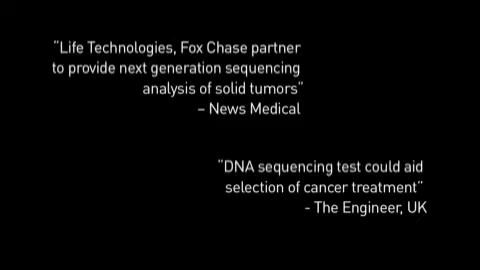 “Life Technologies, Fox Chase partner
to provide next generation sequencing
analysis of solid tumors”
– News Medical
“DNA sequencing test could aid
selection of cancer treatment”
- The Engineer, UK